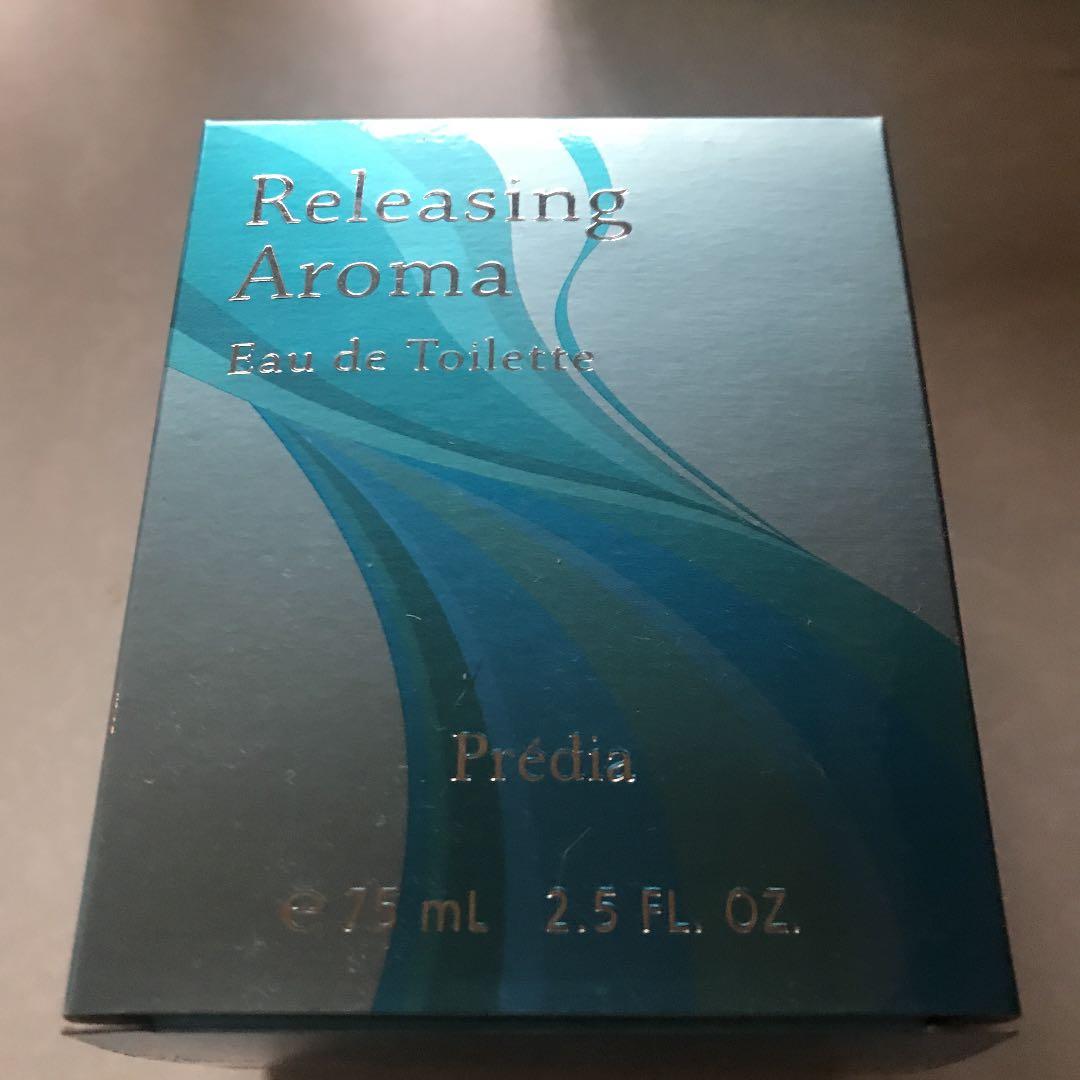 Releasing
Aroma
Eau de Toilette
Prédia
℮ 75 mL 2.5 FL. OZ.